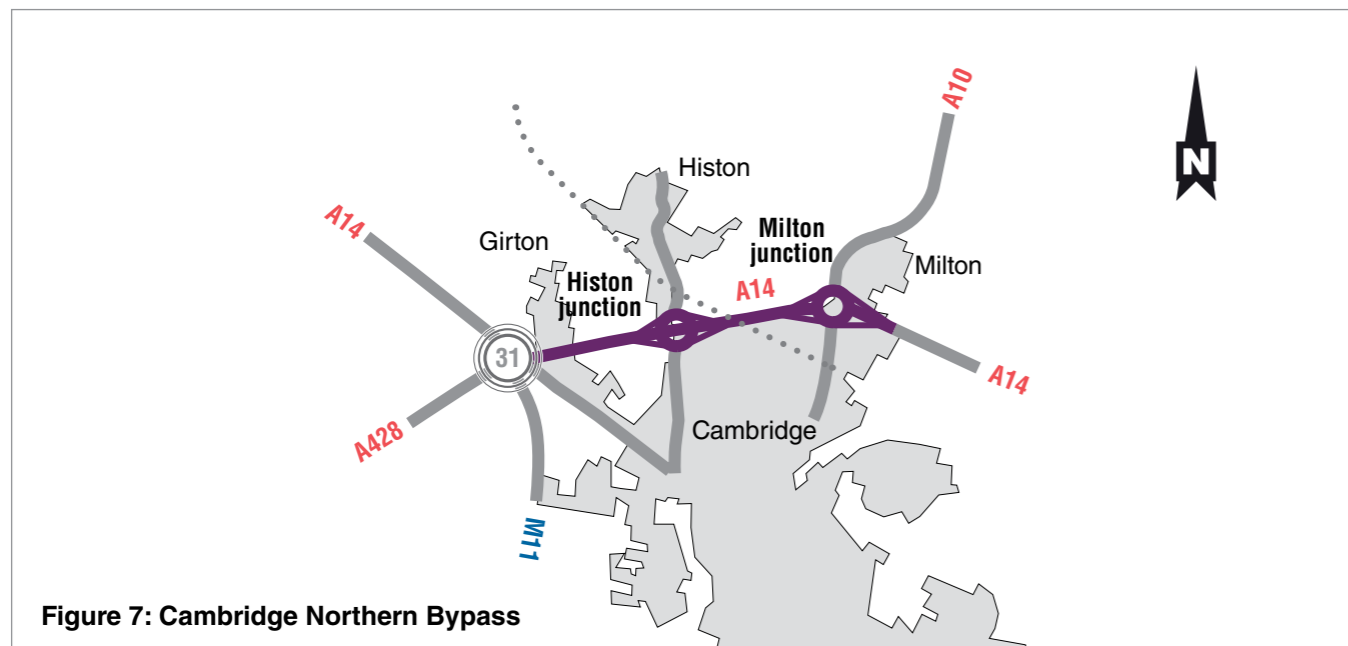 A10
N
Histon
A14
Girton
Milton
junction
Milton
Histon
junction
A14
31
A14
A428
Cambridge
M11
Figure 7: Cambridge Northern Bypass